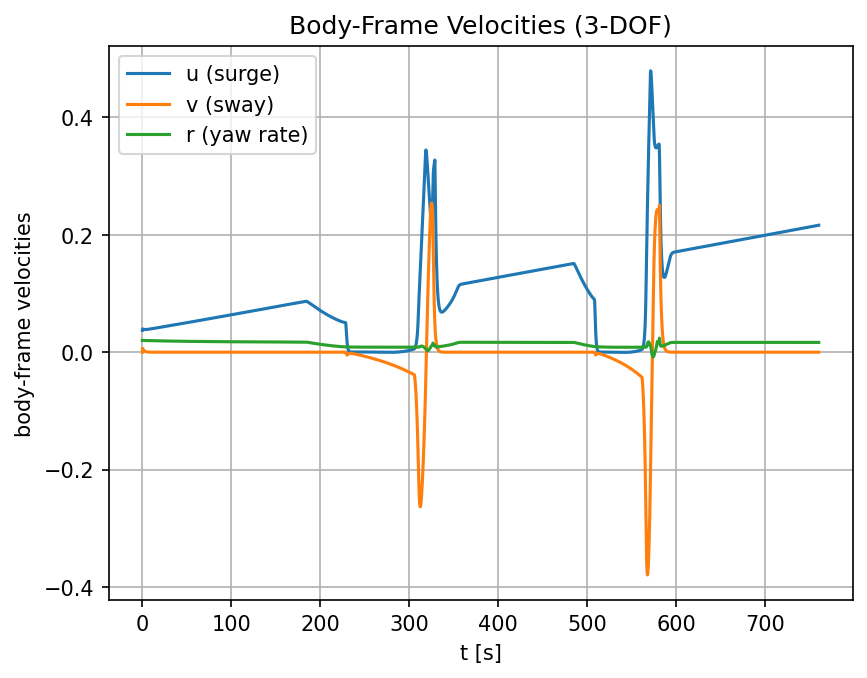 Body-Frame Velocities (3-DOF)
u (surge)
v (sway)
r (yaw rate)
body-frame velocities
0.4
0.2
0.0
−0.2
−0.4
0 100 200 300 400 500 600 700
t [s]